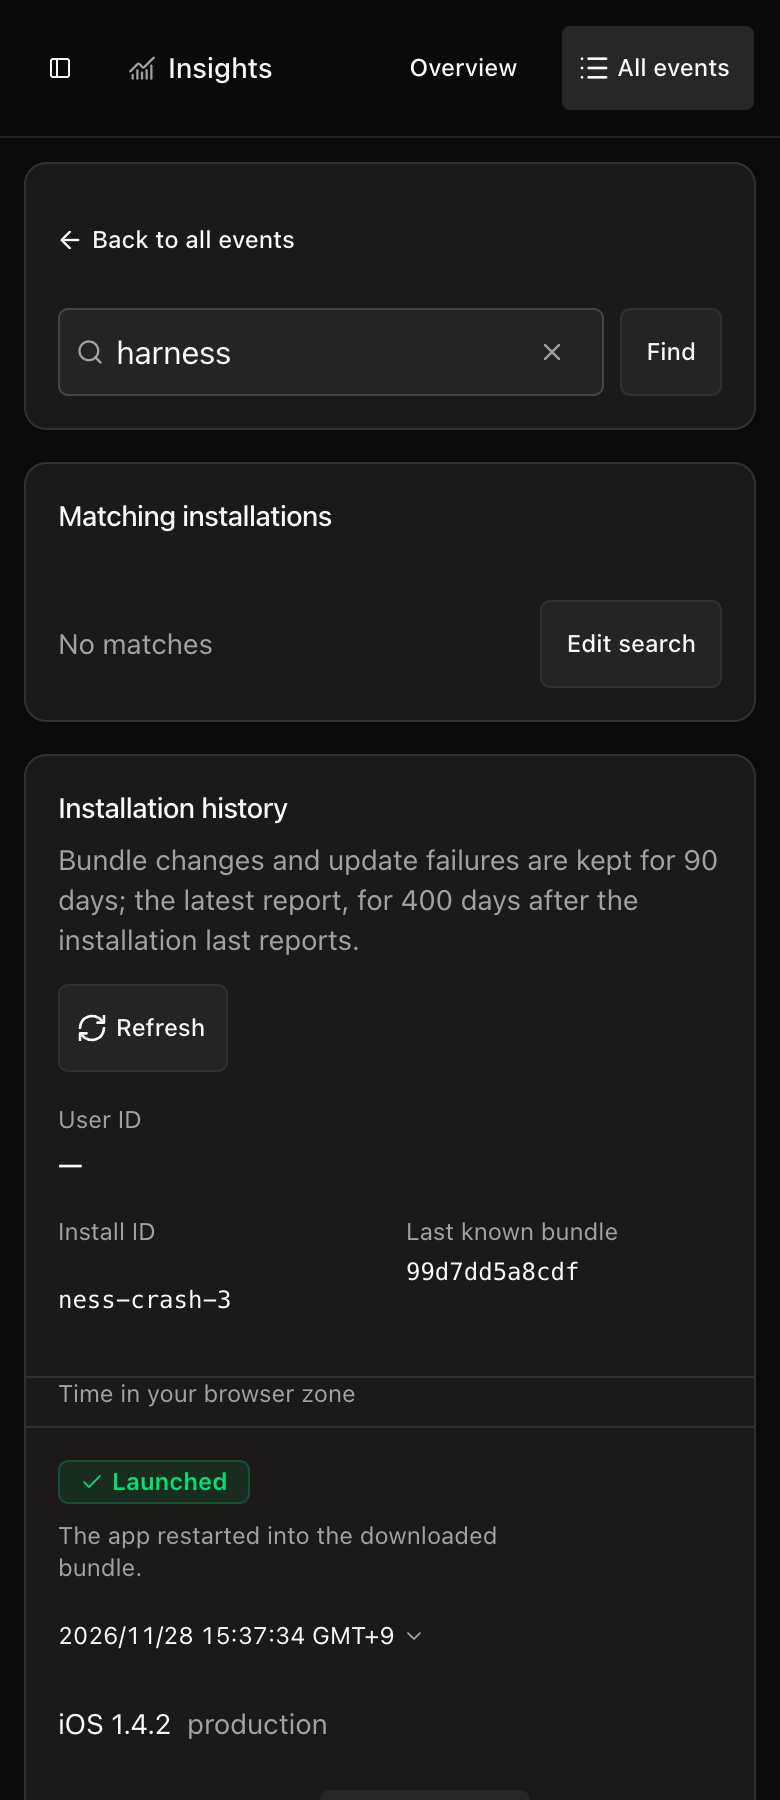 Insights
Overview
All events
Back to all events
harness
Find
Matching installations
No matches
Edit search
Installation history
Bundle changes and update failures are kept for 90
days; the latest report, for 400 days after the
installation last reports.
Refresh
User ID
—
Install ID
Last known bundle
99d7dd5a8cdf
ness-crash-3
Time in your browser zone
Launched
The app restarted into the downloaded
bundle.
2026/11/28 15:37:34 GMT+9
iOS 1.4.2 production